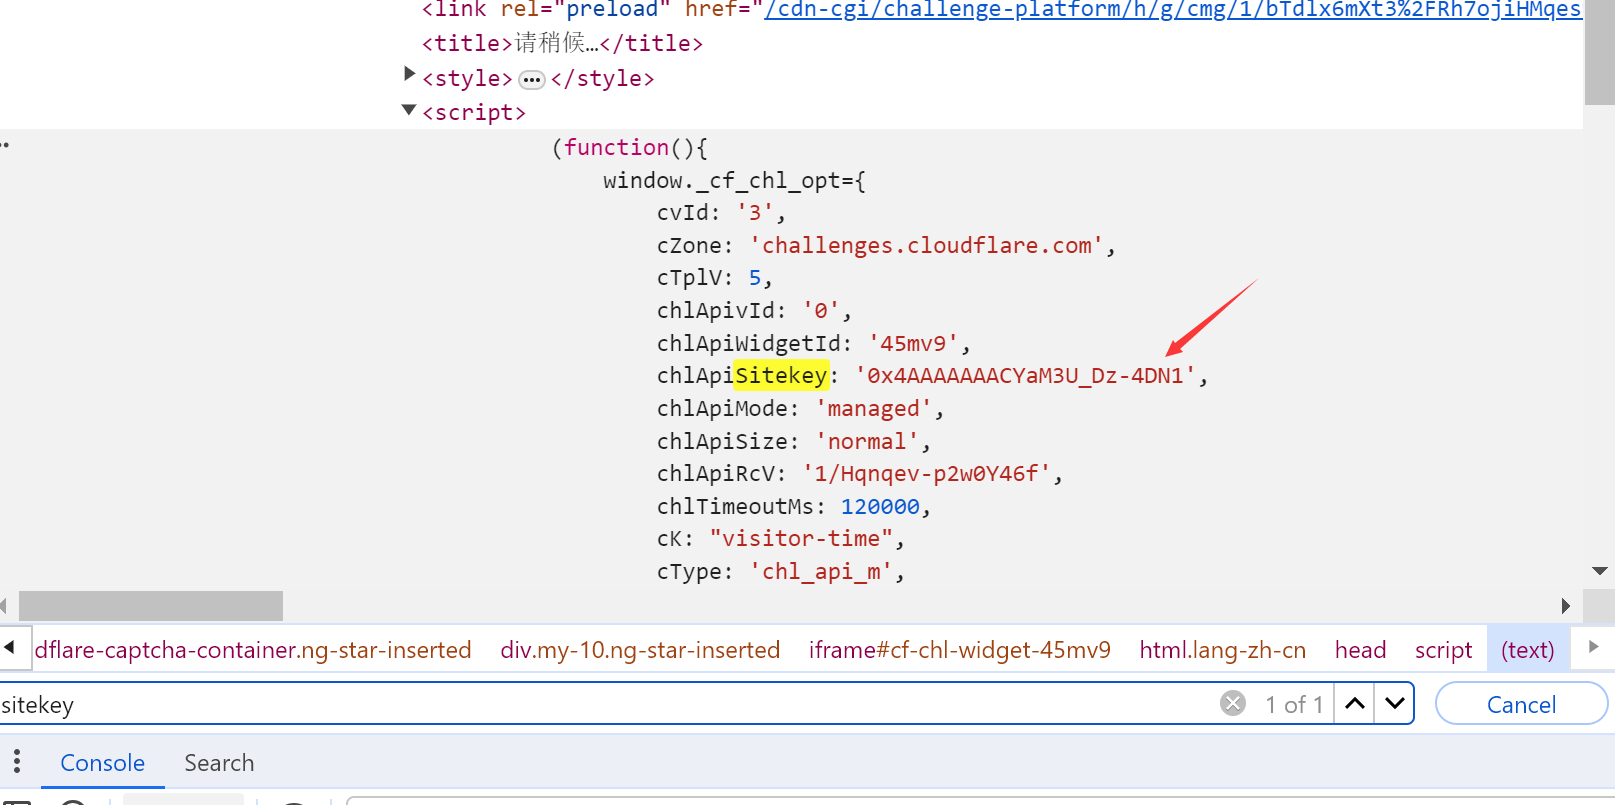 <link rel="preload" href="/cdn-cgi/challenge-platform/h/g/cmg/1/bTdlx6mXt3%2FRh7ojiHMqes
<title>请稍候…</title>
<style>…</style>
<script>
(function(){
window._cf_chl_opt={
cvId: '3',
cZone: 'challenges.cloudflare.com',
cTplV: 5,
chlApivId: '0',
chlApiWidgetId: '45mv9',
chlApiSitekey: '0x4AAAAAAACYaM3U_Dz-4DN1',
chlApiMode: 'managed',
chlApiSize: 'normal',
chlApiRcV: '1/Hqnqev-p2w0Y46f',
chlTimeoutMs: 120000,
cK: "visitor-time",
cType: 'chl_api_m',
dflare-captcha-container.ng-star-inserted div.my-10.ng-star-inserted iframe#cf-chl-widget-45mv9 html.lang-zh-cn head script (text)
sitekey 1 of 1 Cancel
Console Search